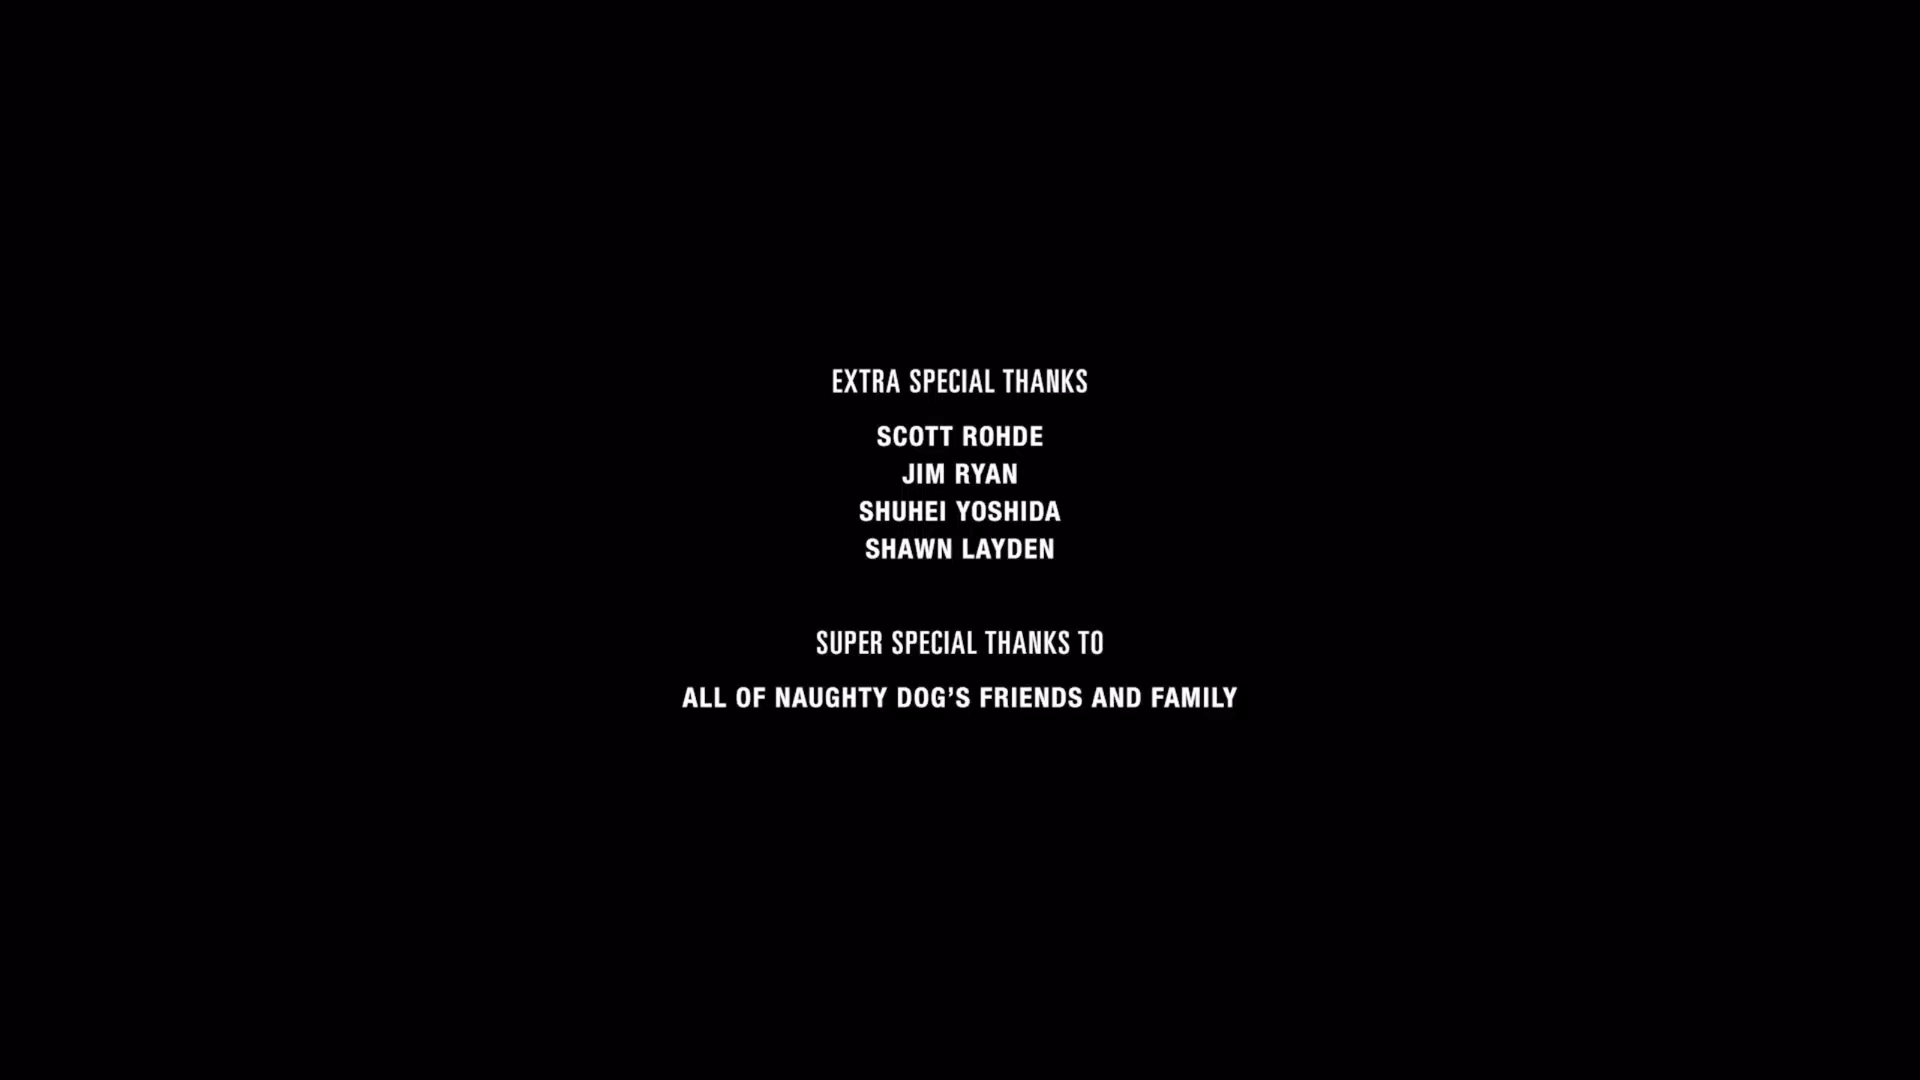 EXTRA SPECIAL THANKS
SCOTT ROHDE
JIM RYAN
SHUHEI YOSHIDA
SHAWN LAYDEN
SUPER SPECIAL THANKS TO
ALL OF NAUGHTY DOG’S FRIENDS AND FAMILY